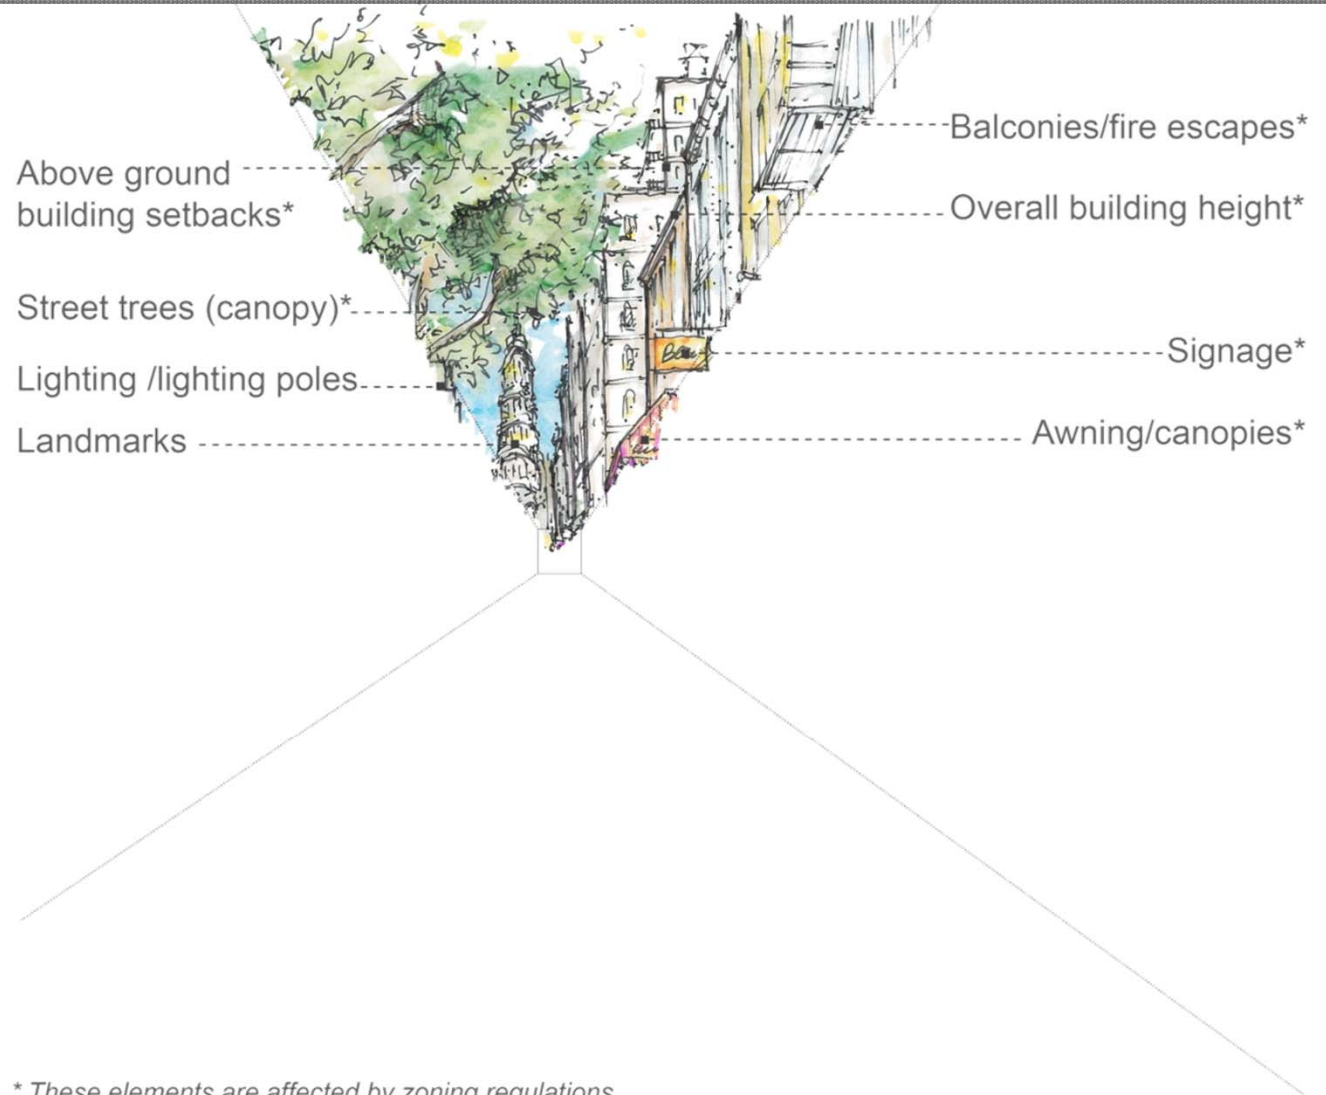 Above ground
building setbacks*
Street trees (canopy)*
Lighting /lighting poles
Landmarks
Balconies/fire escapes*
Overall building height*
Signage*
Awning/canopies*
* These elements are affected by zoning regulations